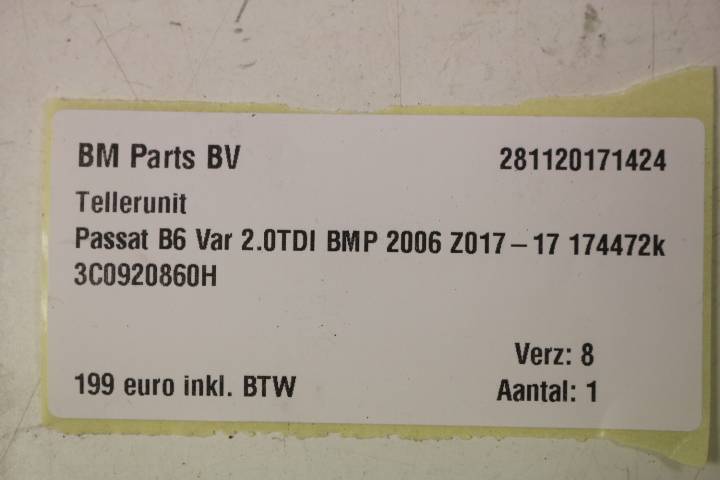 BM Parts BV 281120171424
Tellerunit
Passat B6 Var 2.0TDI BMP 2006 Z017-17 174472k
3C0920860H
Verz: 8
199 euro inkl. BTW Aantal: 1